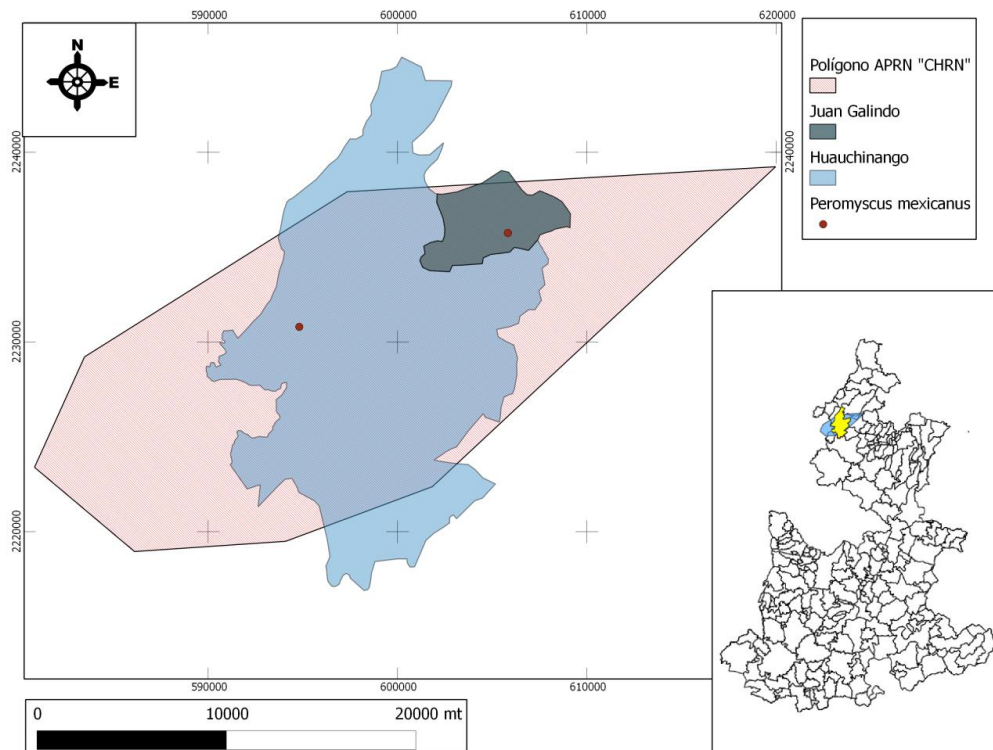 590000 600000 610000 620000
N
E
2240000
2230000
2220000
2240000
Polígono APRN "CHRN"
Juan Galindo
Huauchinango
Peromyscus mexicanus
590000 600000 610000
0 10000 20000 mt